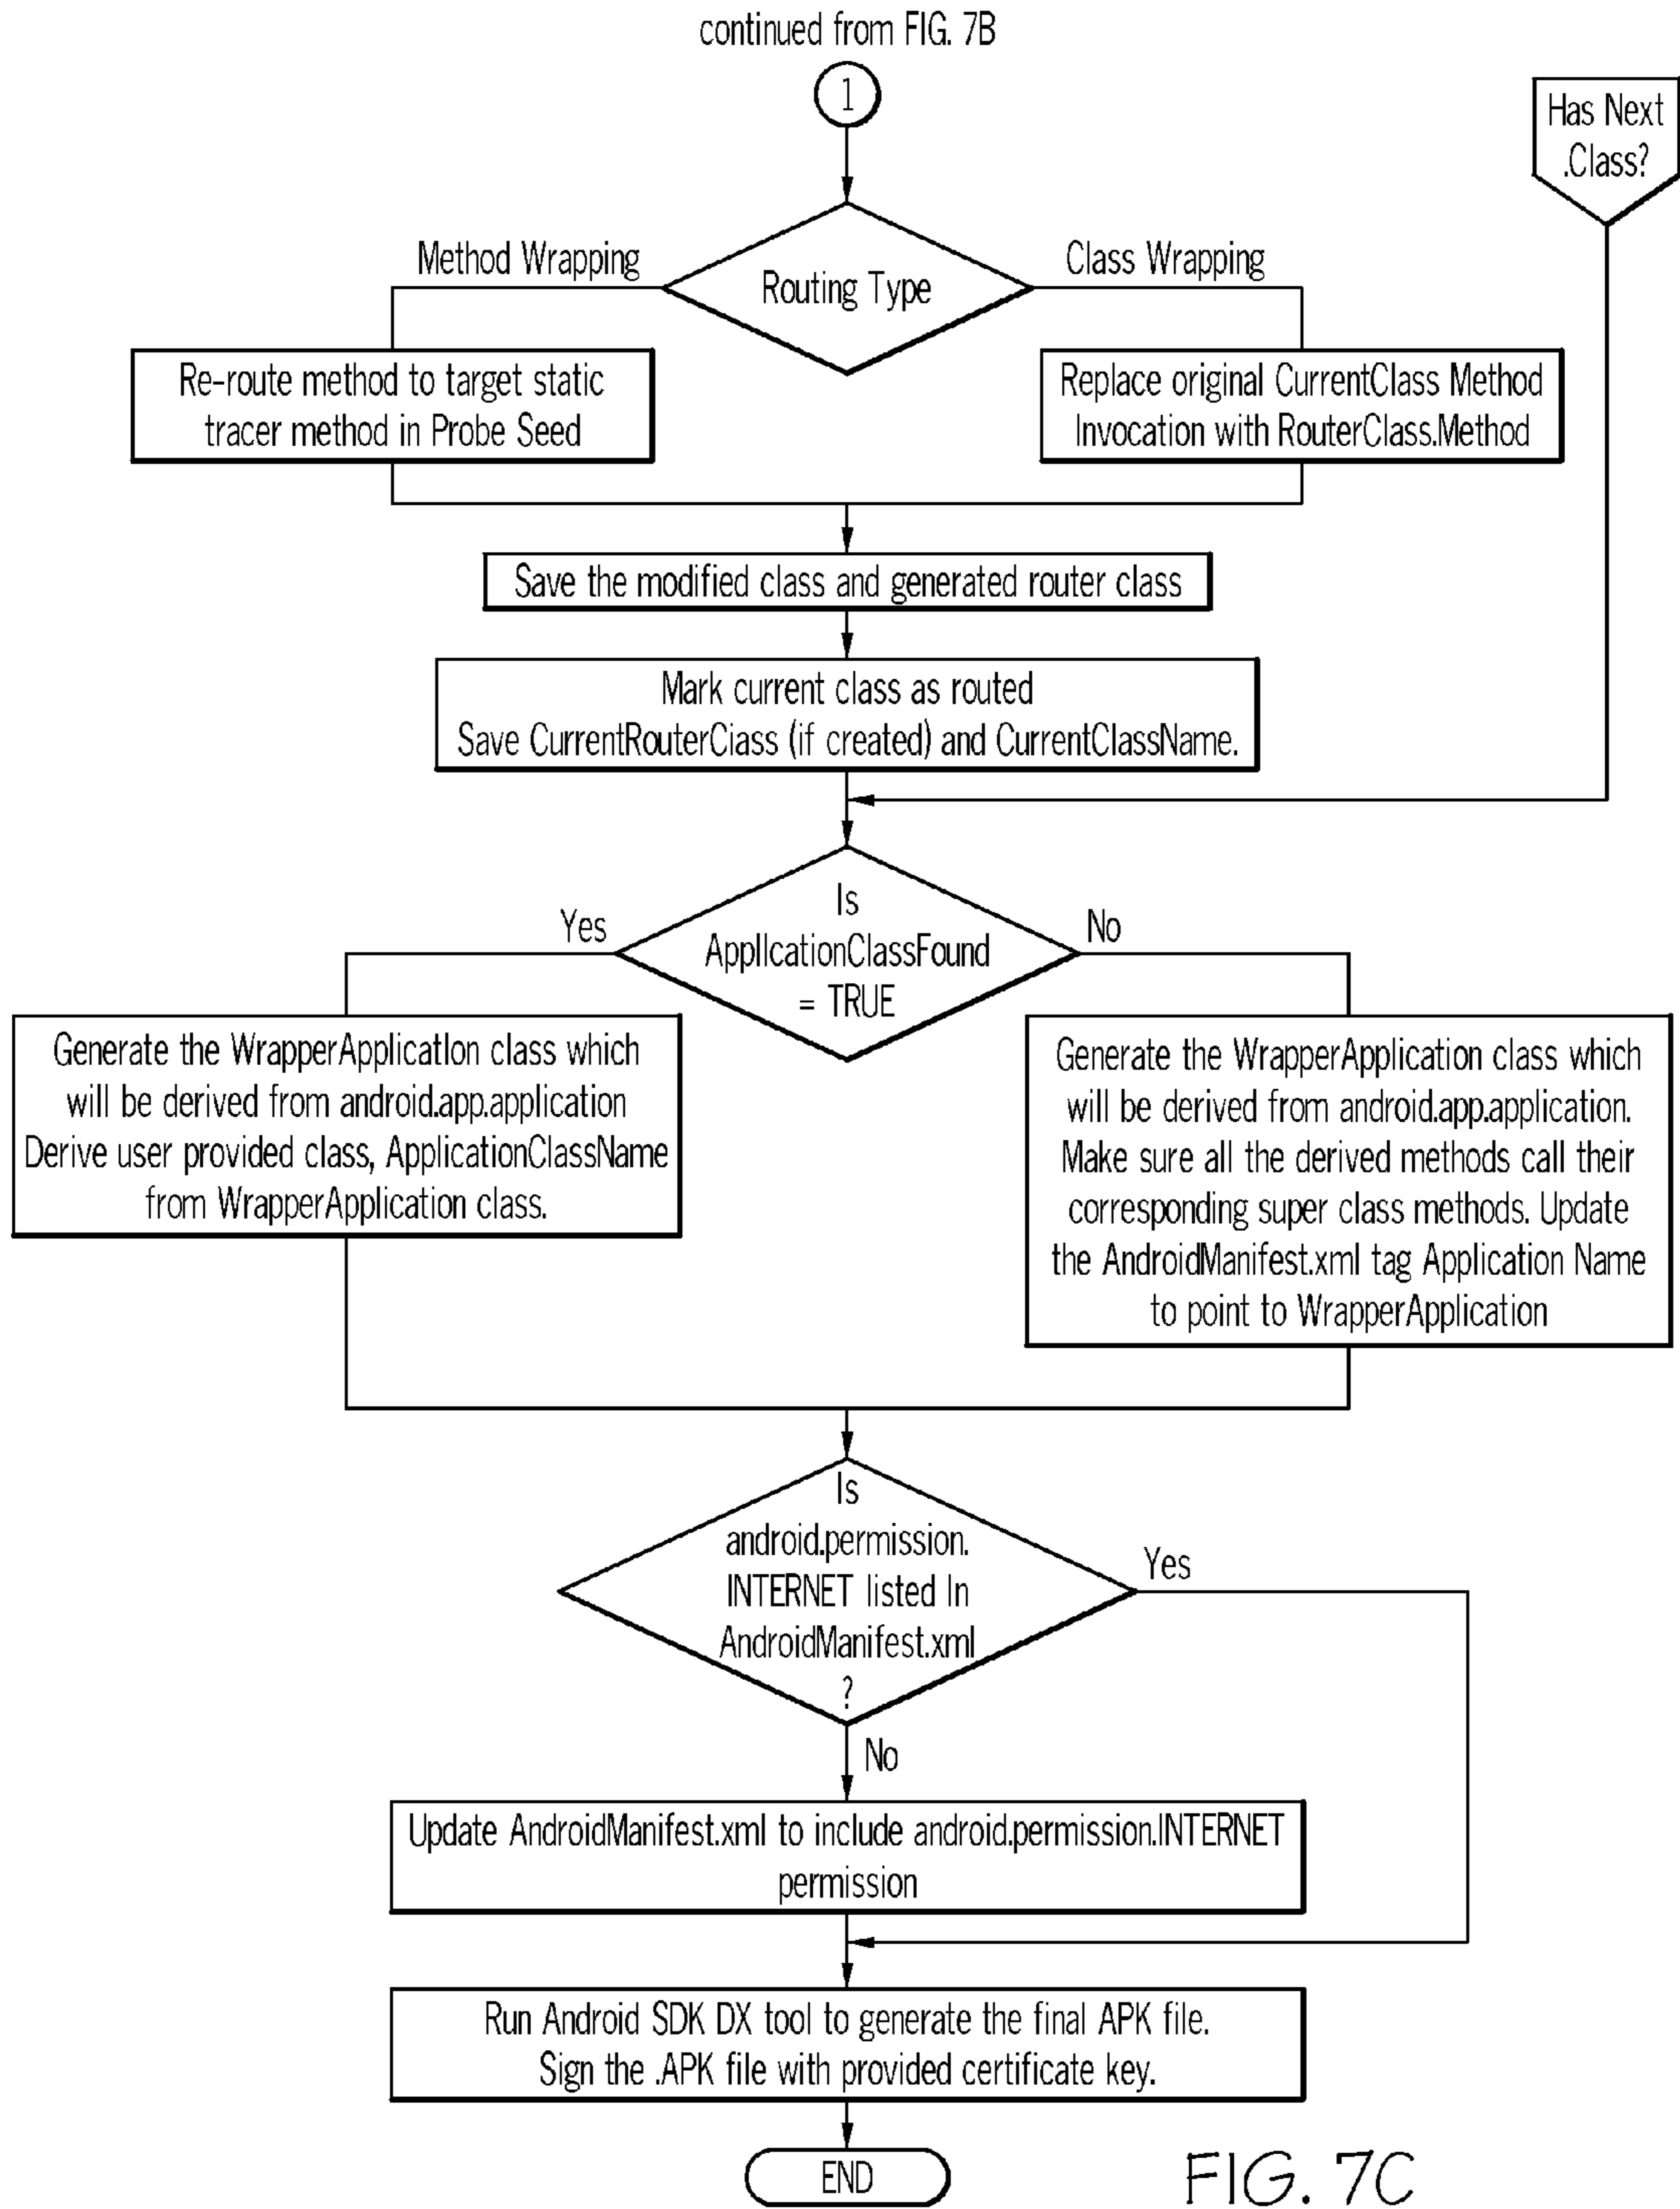 continued from FIG. 7B
1
Has Next
.Class?
Method Wrapping
Class Wrapping
Routing Type
Re-route method to target static
tracer method in Probe Seed
Replace original CurrentClass Method
Invocation with RouterClass.Method
Save the modified class and generated router class
Mark current class as routed
Save CurrentRouterCiass (if created) and CurrentClassName.
Is
ApplIcationClassFound
= TRUE
Yes
No
Generate the WrapperApplicatIon class which
will be derived from android.app.application
Derive user provided class, ApplicationClassName
from WrapperApplication class.
Generate the WrapperApplication class which
will be derived from android.app.application.
Make sure all the derived methods call their
corresponding super class methods. Update
the AndroidManifest.xml tag Application Name
to point to WrapperApplication
Is
android.permission.
INTERNET listed In
AndroidManifest.xml
?
Yes
No
Update AndroidManifest.xml to include android.permission.INTERNET
permission
Run Android SDK DX tool to generate the final APK file.
Sign the .APK file with provided certificate key.
END
FIG. 7C